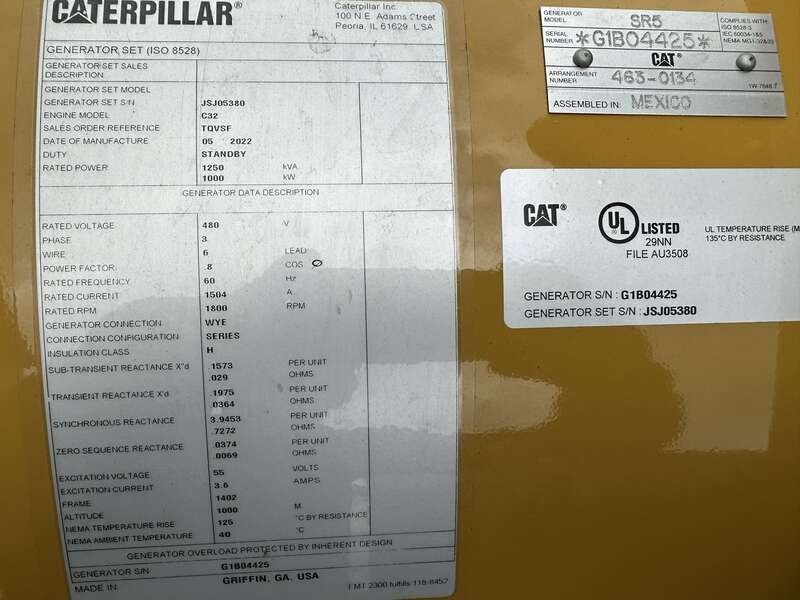 CATERPILLAR®
Caterpillar Inc.
100 N.E. Adams Street
Peoria, IL 61629 USA
GENERATOR SET (ISO 8528)
GENERATOR SET SALES
DESCRIPTION
GENERATOR SET MODEL
GENERATOR SET S/N JSJ05380
ENGINE MODEL C32
SALES ORDER REFERENCE TQVSF
DATE OF MANUFACTURE 05 2022
DUTY STANDBY
RATED POWER 1250 kVA
1000 kW
GENERATOR DATA DESCRIPTION
RATED VOLTAGE 480 V
PHASE 3
WIRE 6 LEAD
POWER FACTOR .8 COS Ø
RATED FREQUENCY 60 Hz
RATED CURRENT 1504 A
RATED RPM 1800 RPM
GENERATOR CONNECTION WYE
CONNECTION CONFIGURATION SERIES
INSULATION CLASS H
SUB-TRANSIENT REACTANCE X"d .1573 PER UNIT
.029 OHMS
TRANSIENT REACTANCE X'd .1975 PER UNIT
.0364 OHMS
SYNCHRONOUS REACTANCE 3.9453 PER UNIT
.7272 OHMS
ZERO SEQUENCE REACTANCE .0374 PER UNIT
.0069 OHMS
EXCITATION VOLTAGE 55 VOLTS
EXCITATION CURRENT 3.6 AMPS
FRAME 1402
ALTITUDE 1000 M
NEMA TEMPERATURE RISE 125 °C BY RESISTANCE
NEMA AMBIENT TEMPERATURE 40 °C
GENERATOR OVERLOAD PROTECTED BY INHERENT DESIGN
GENERATOR S/N G1B04425
MADE IN GRIFFIN, GA. USA
FMT 2300 fulfills 118-8457
GENERATOR
MODEL SR5
SERIAL
NUMBER *G1B04425*
COMPLIES WITH:
ISO 8528-3
IEC 60034-1&5
NEMA MG1-32&33
CAT®
ARRANGEMENT
NUMBER 463-0134
ASSEMBLED IN: MEXICO
CAT®
UL® LISTED
29NN
FILE AU3508
UL TEMPERATURE RISE (M
135°C BY RESISTANCE.
GENERATOR S/N : G1B04425
GENERATOR SET S/N : JSJ05380